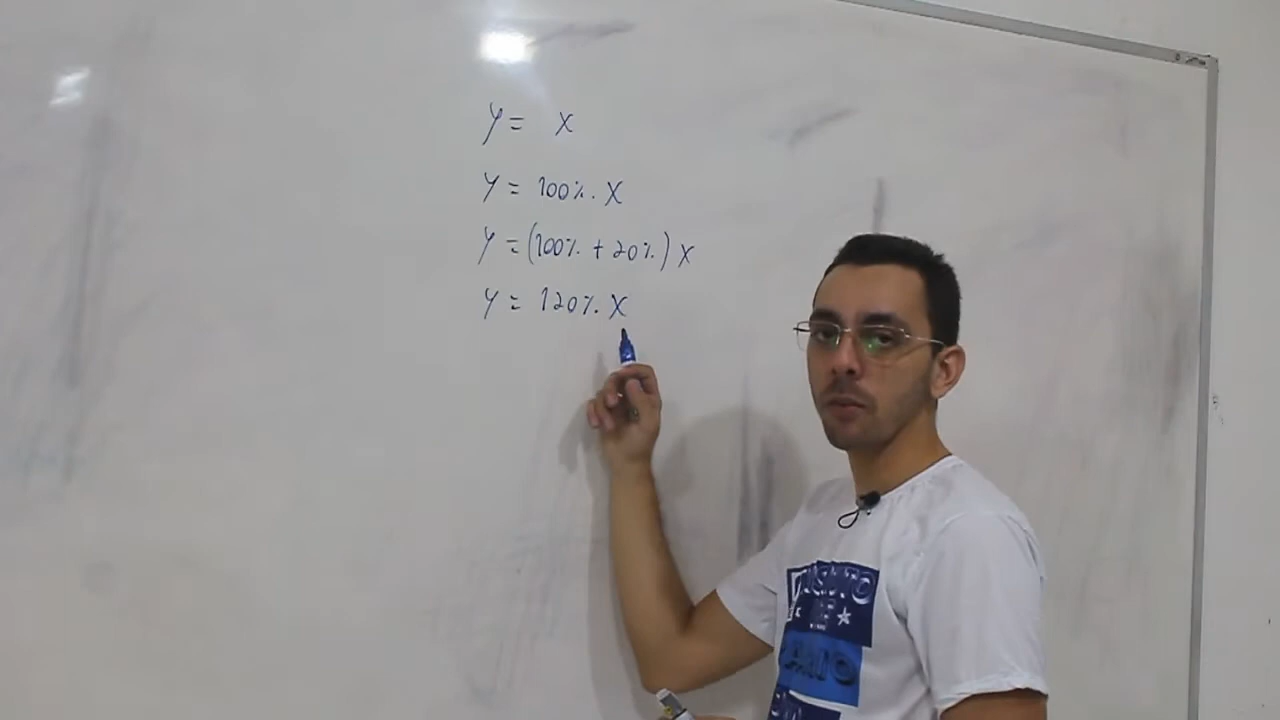 y = x
y = 100%. x
y = (100% + 20%) x
y = 120%. x